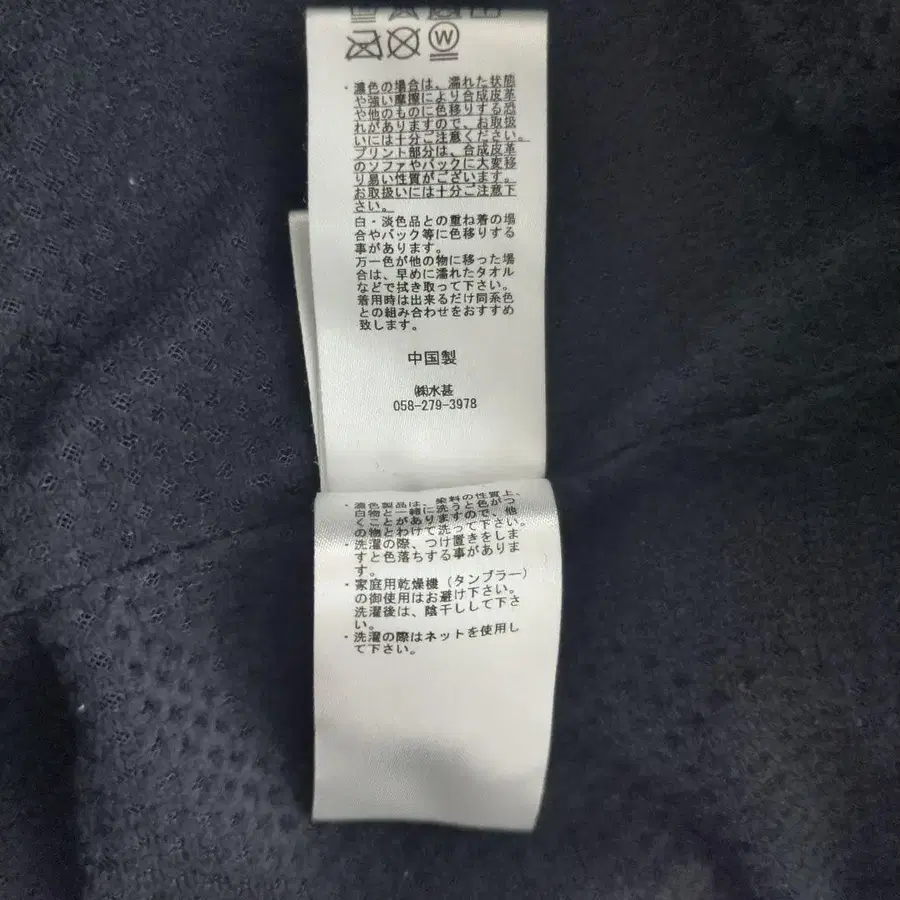 W
・濃色の場合は、濡れた状態
や強い摩擦により合成皮革
や他のものに色移りする恐
れがありますので、お取扱
いには十分ご注意ください。
プリント部分は、合成皮革
のソファやバックに大変移
り易い性質がございます。
お取扱いには十分ご注意下
さい。
白・淡色品との重ね着の場
合やバック等に色移りする
事があります。
万一色が他の物に移った場
合は、早めに濡れたタオル
などで拭き取って下さい。
着用時は出来るだけ同系色
との組み合わせをおすすめ
致します。
中国製
㈱水甚
058-279-3978
・濃色製品は、染料の性質上、
白物と一緒に洗うと色がつ
くことがありますので、他
の物とわけて洗って下さい。
・洗濯の際、つけ置きをしま
すと色落ちする事がありま
す。
・家庭用乾燥機（タンブラー）
の御使用はお避け下さい。
洗濯後は、陰干しして下さ
い。
・洗濯の際はネットを使用し
て下さい。